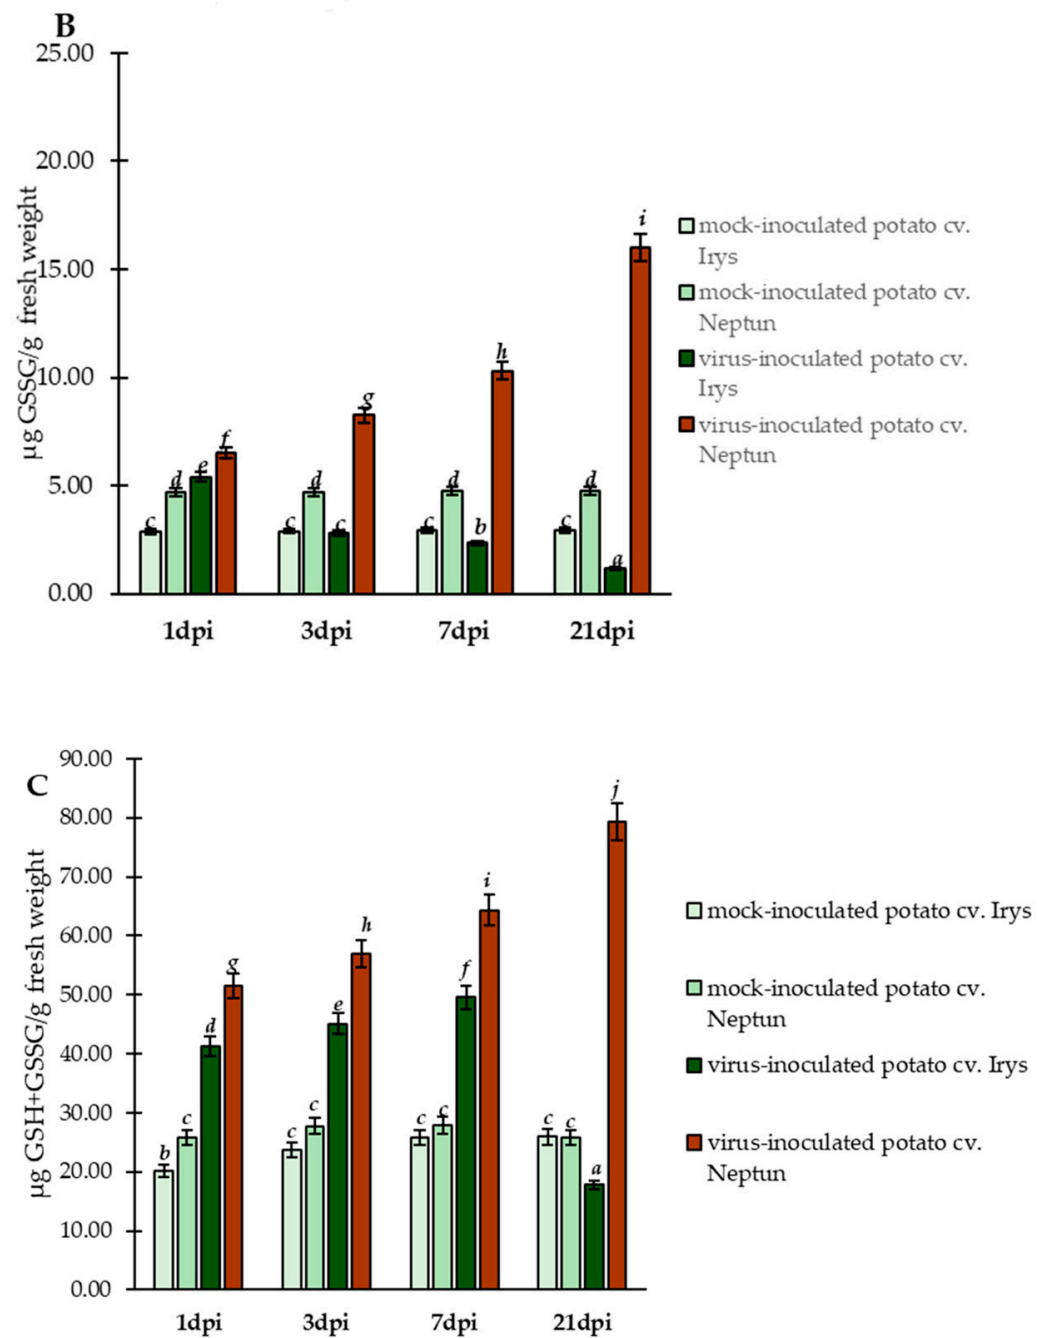 B
25.00
20.00
15.00
10.00
5.00
0.00
µg GSSG/g fresh weight
c d e f
c d c g
c d b h
c d a i
1dpi 3dpi 7dpi 21dpi
mock-inoculated potato cv.
Irys
mock-inoculated potato cv.
Neptun
virus-inoculated potato cv.
Irys
virus-inoculated potato cv.
Neptun
C
90.00
80.00
70.00
60.00
50.00
40.00
30.00
20.00
10.00
0.00
µg GSH+GSSG/g fresh weight
b c d g
c c e h
c c f i
c c a j
1dpi 3dpi 7dpi 21dpi
mock-inoculated potato cv. Irys
mock-inoculated potato cv.
Neptun
virus-inoculated potato cv. Irys
virus-inoculated potato cv.
Neptun